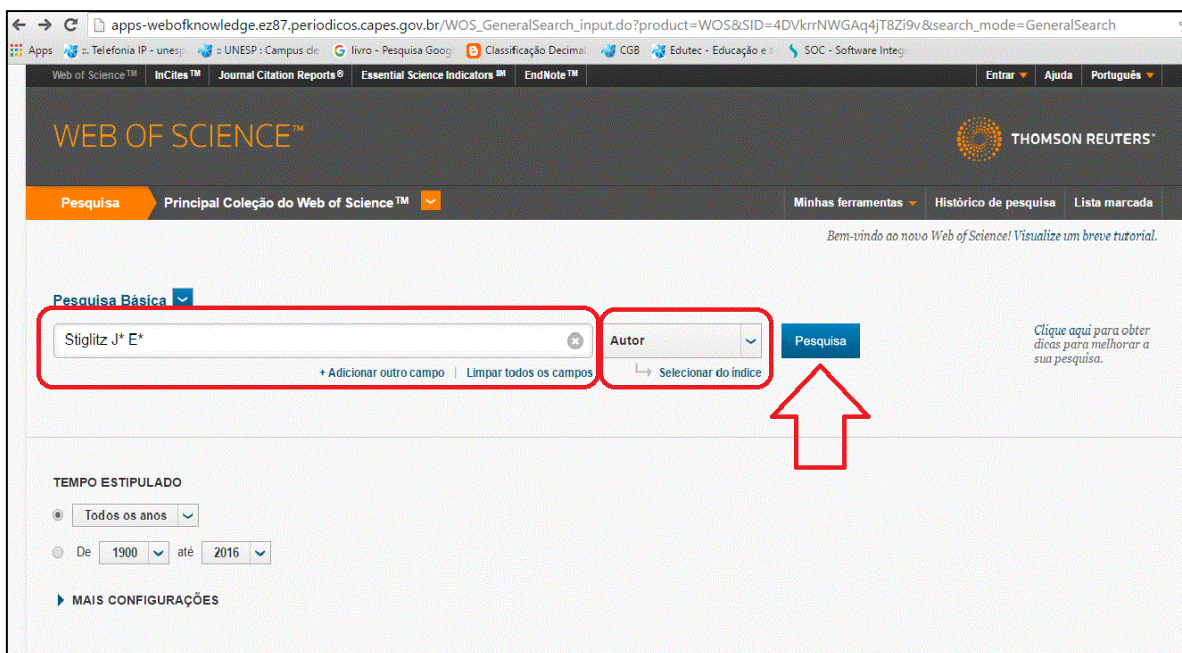 apps-webofknowledge.ez87.periodicos.capes.gov.br/WOS_GeneralSearch_input.do?product=WOS&SID=4DVkrrNWGAq4jT8Zi9v&search_mode=GeneralSearch
Apps ::. Telefonia IP - unesp :: UNESP : Campus de livro - Pesquisa Goog Classificação Decimal CGB Edutec - Educação e t SOC - Software Integr
Web of Science™ InCites™ Journal Citation Reports® Essential Science Indicators℠ EndNote™ Entrar Ajuda Português
WEB OF SCIENCE™
THOMSON REUTERS™
Pesquisa Principal Coleção do Web of Science™ Minhas ferramentas Histórico de pesquisa Lista marcada
Bem-vindo ao novo Web of Science! Visualize um breve tutorial.
Pesquisa Básica
Stiglitz J* E* Autor Pesquisa
Clique aqui para obter
dicas para melhorar a
sua pesquisa.
+ Adicionar outro campo | Limpar todos os campos Selecionar do índice
TEMPO ESTIPULADO
Todos os anos
De 1900 até 2016
MAIS CONFIGURAÇÕES